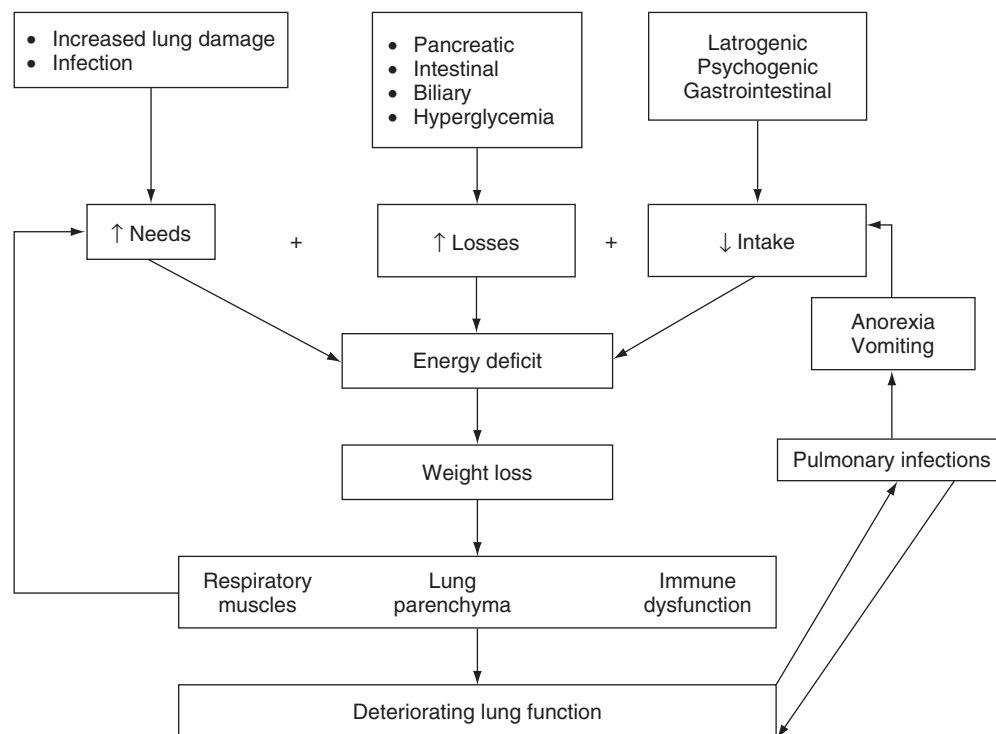 • Increased lung damage
• Infection
• Pancreatic
• Intestinal
• Biliary
• Hyperglycemia
Latrogenic
Psychogenic
Gastrointestinal
↑ Needs
+
↑ Losses
+
↓ Intake
Anorexia
Vomiting
Energy deficit
Pulmonary infections
Weight loss
Respiratory
muscles
Lung
parenchyma
Immune
dysfunction
Deteriorating lung function